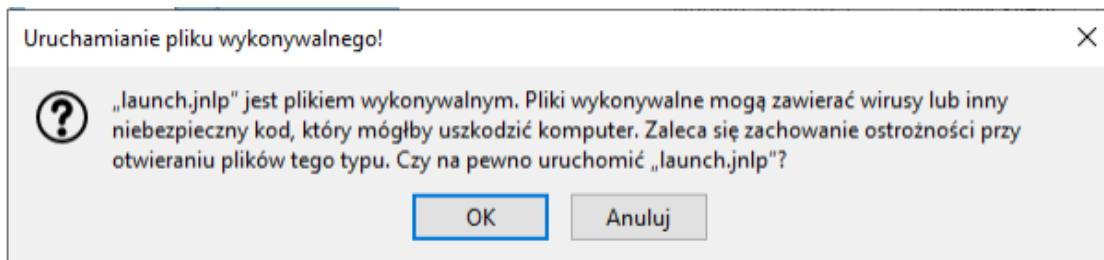 Uruchamianie pliku wykonywalnego!
„launch.jnlp” jest plikiem wykonywalnym. Pliki wykonywalne mogą zawierać wirusy lub inny
niebezpieczny kod, który mógłby uszkodzić komputer. Zaleca się zachowanie ostrożności przy
otwieraniu plików tego typu. Czy na pewno uruchomić „launch.jnlp”?
OK Anuluj